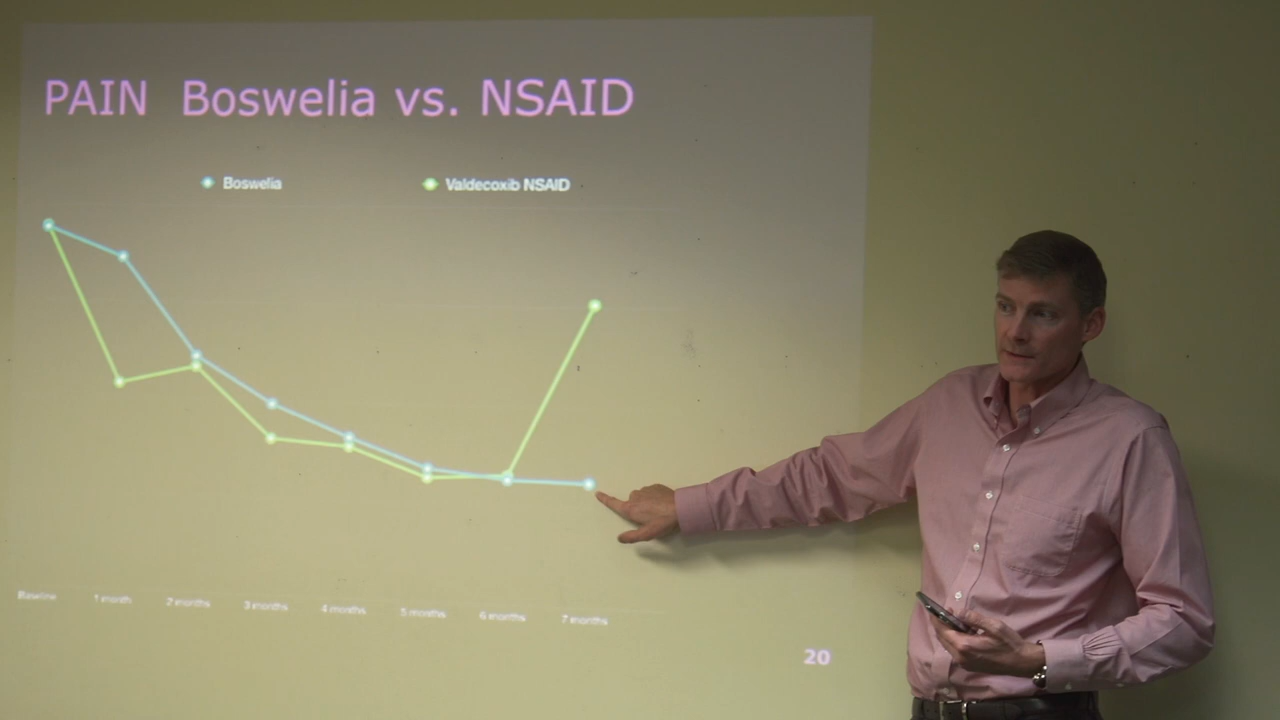 PAIN Boswelia vs. NSAID
Boswelia Valdecoxib NSAID
Baseline 1 month 2 months 3 months 4 months 5 months 6 months 7 months
20